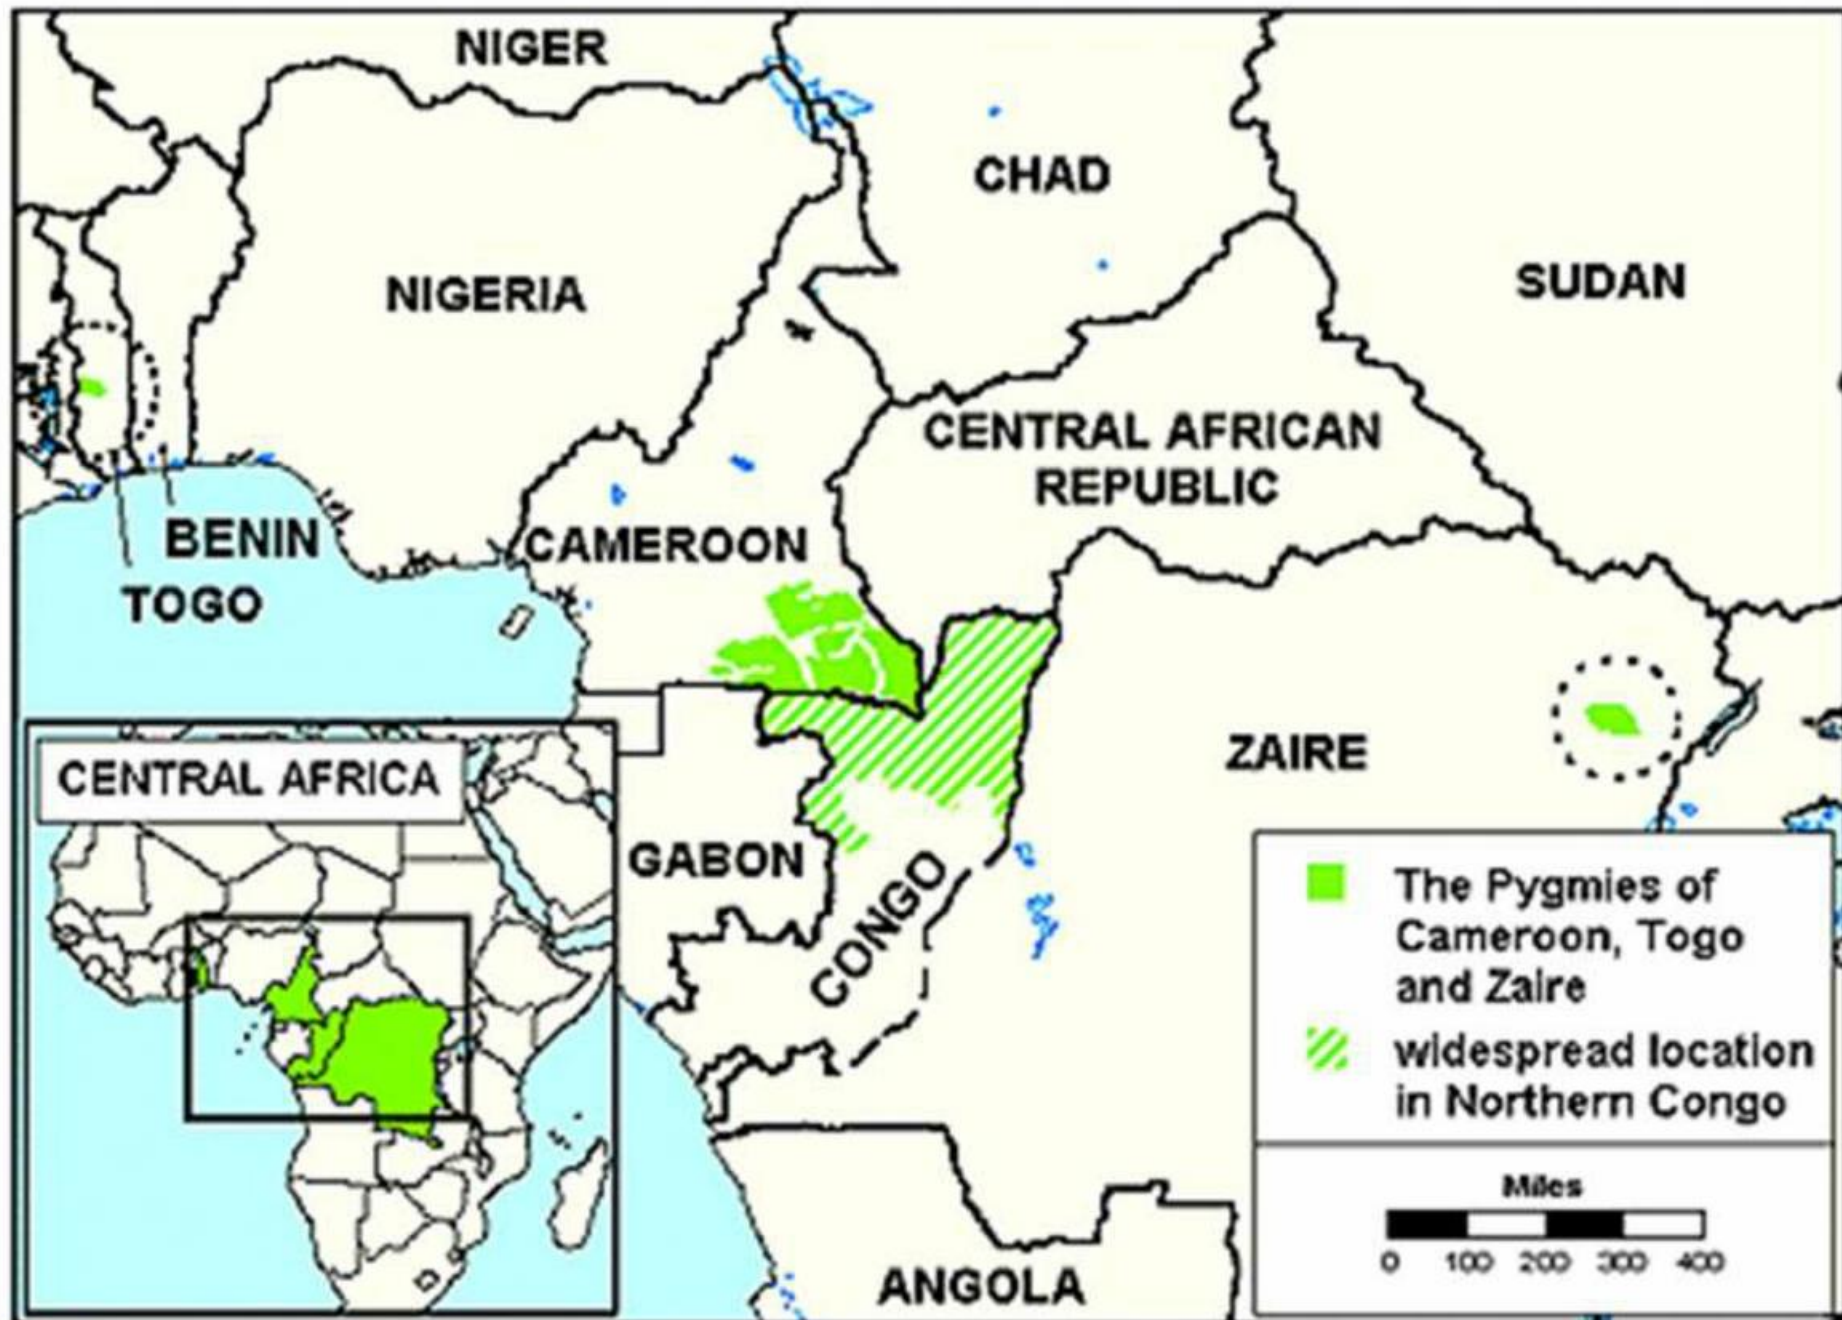 NIGER
CHAD
SUDAN
NIGERIA
CENTRAL AFRICAN
REPUBLIC
BENIN
CAMEROON
TOGO
ZAIRE
CENTRAL AFRICA
GABON
CONGO
ANGOLA
The Pygmies of
Cameroon, Togo
and Zaire
widespread location
in Northern Congo
Miles
0 100 200 300 400